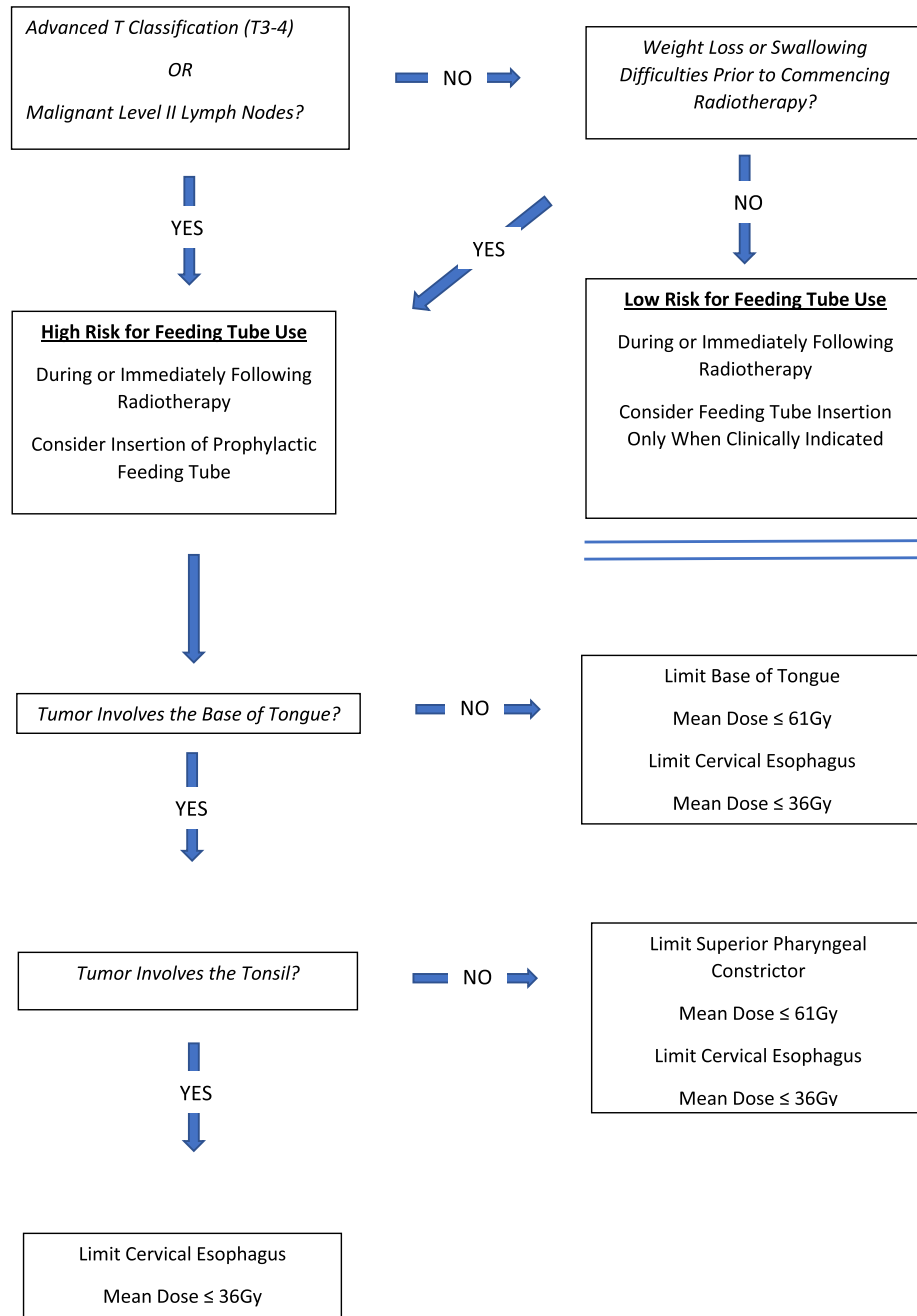 Advanced T Classification (T3-4)
OR
Malignant Level II Lymph Nodes?
NO
Weight Loss or Swallowing
Difficulties Prior to Commencing
Radiotherapy?
YES
YES
NO
High Risk for Feeding Tube Use
During or Immediately Following
Radiotherapy
Consider Insertion of Prophylactic
Feeding Tube
Low Risk for Feeding Tube Use
During or Immediately Following
Radiotherapy
Consider Feeding Tube Insertion
Only When Clinically Indicated
Tumor Involves the Base of Tongue?
NO
Limit Base of Tongue
Mean Dose ≤ 61Gy
Limit Cervical Esophagus
Mean Dose ≤ 36Gy
YES
Tumor Involves the Tonsil?
NO
Limit Superior Pharyngeal
Constrictor
Mean Dose ≤ 61Gy
Limit Cervical Esophagus
Mean Dose ≤ 36Gy
YES
Limit Cervical Esophagus
Mean Dose ≤ 36Gy